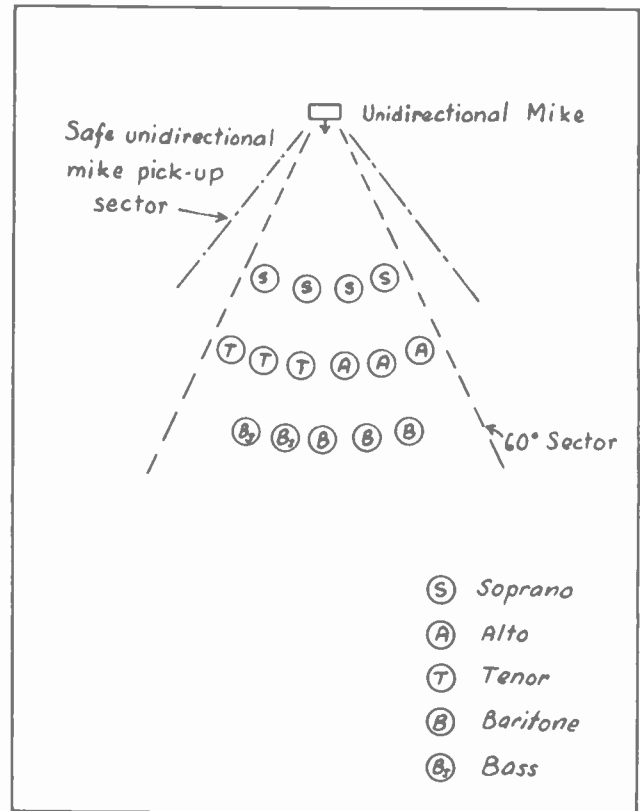 Unidirectional Mike
Safe unidirectional
mike pick-up
sector
S S S S
T T T A A A
Bs Bs B B B
60° Sector
S Soprano
A Alto
T Tenor
B Baritone
Bs Bass